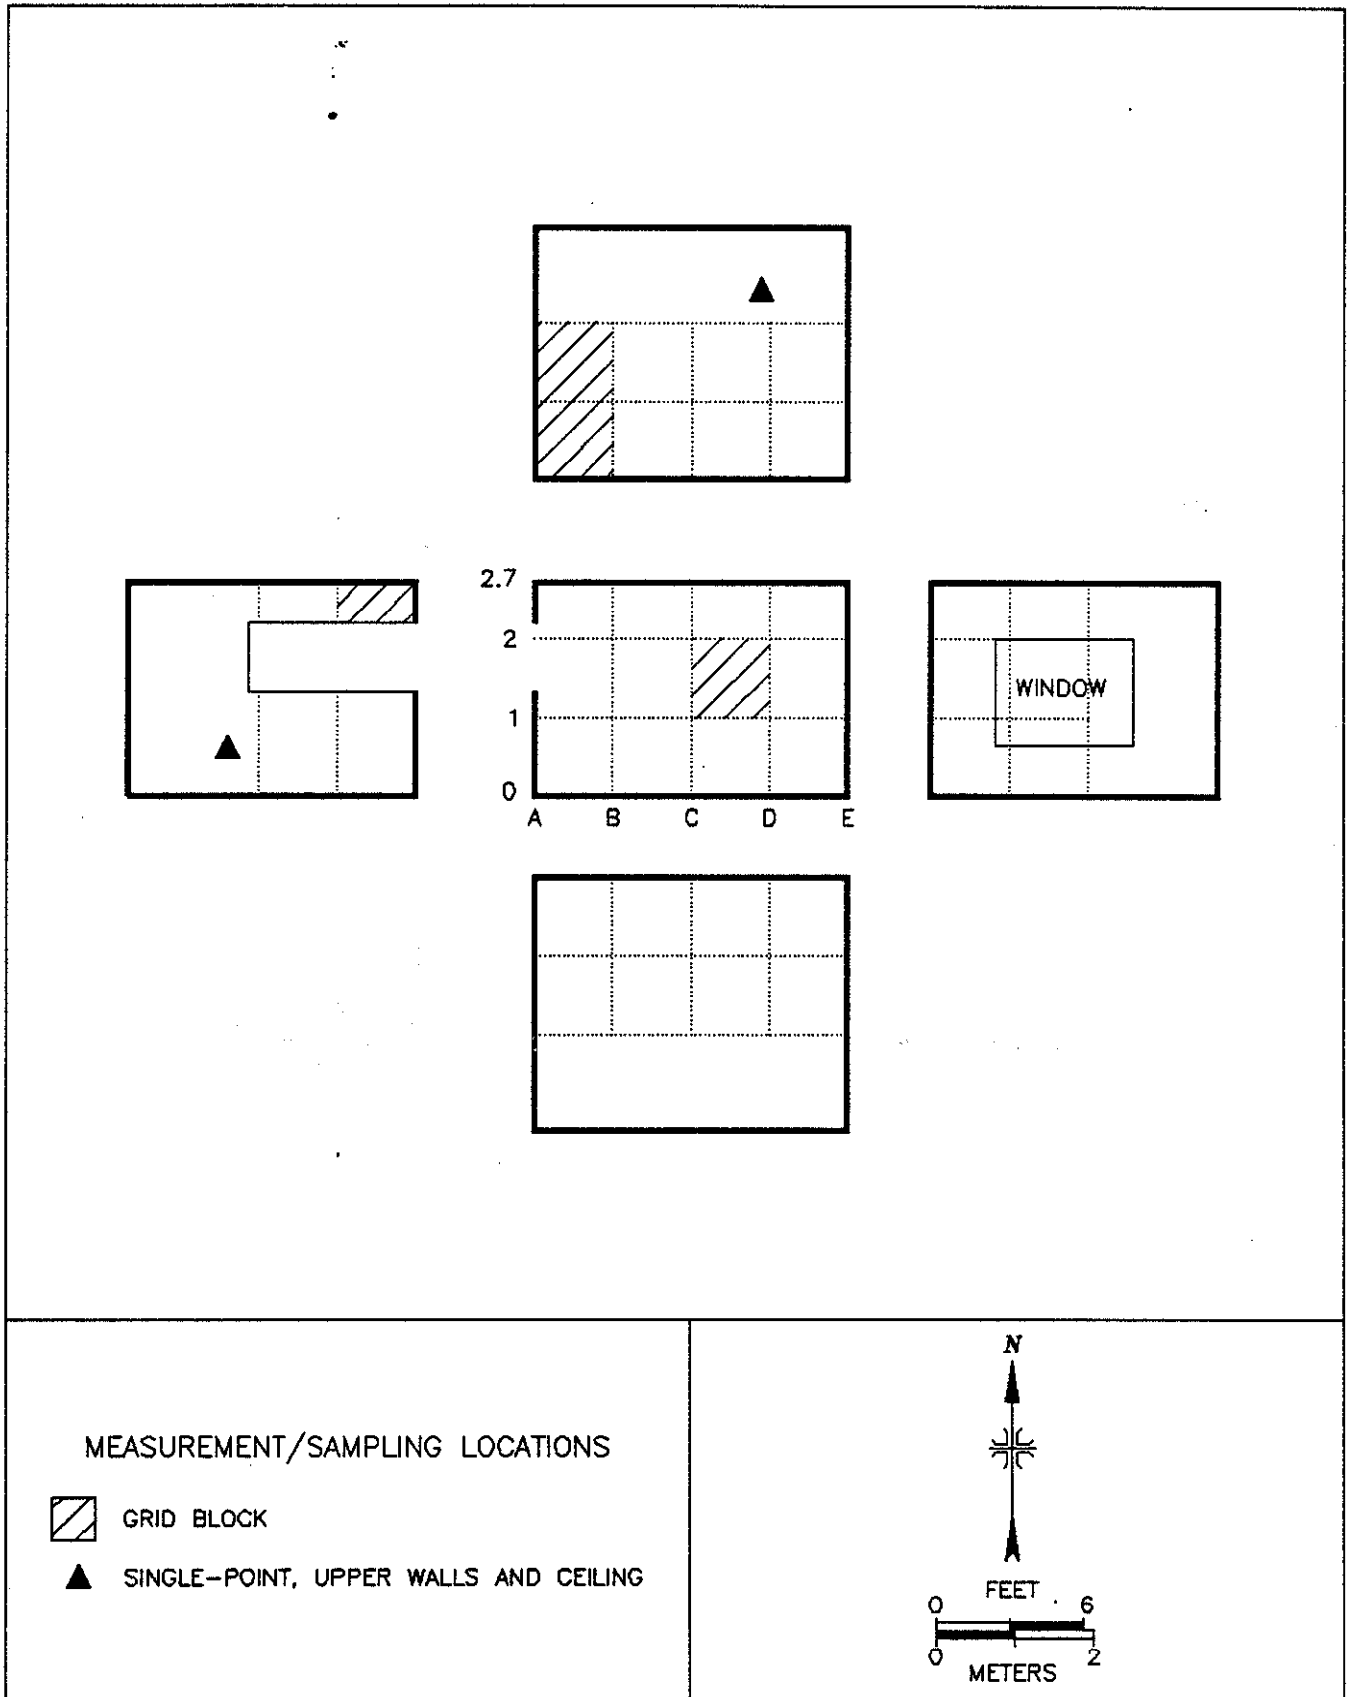 2.7
2
1
0
A B C D E
WINDOW
MEASUREMENT/SAMPLING LOCATIONS
GRID BLOCK
SINGLE-POINT, UPPER WALLS AND CEILING
N
FEET
0 6
0 2
METERS